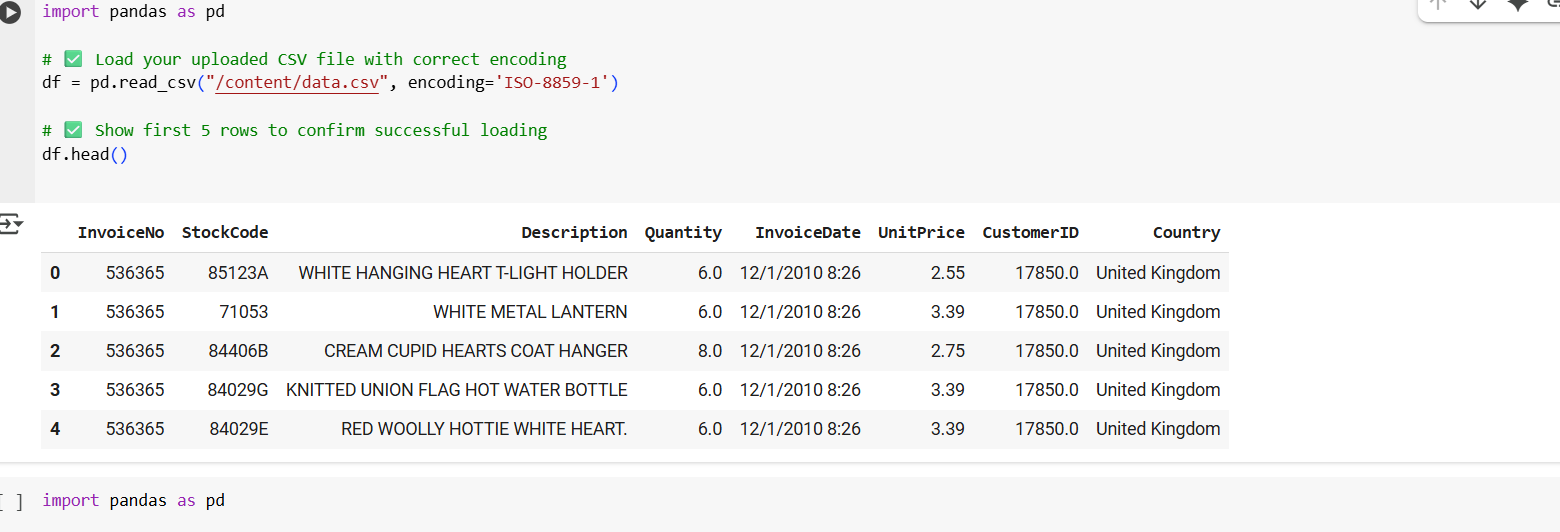 import pandas as pd
# ✅ Load your uploaded CSV file with correct encoding
df = pd.read_csv("/content/data.csv", encoding='ISO-8859-1')
# ✅ Show first 5 rows to confirm successful loading
df.head()
InvoiceNo StockCode Description Quantity InvoiceDate UnitPrice CustomerID Country
0 536365 85123A WHITE HANGING HEART T-LIGHT HOLDER 6.0 12/1/2010 8:26 2.55 17850.0 United Kingdom
1 536365 71053 WHITE METAL LANTERN 6.0 12/1/2010 8:26 3.39 17850.0 United Kingdom
2 536365 84406B CREAM CUPID HEARTS COAT HANGER 8.0 12/1/2010 8:26 2.75 17850.0 United Kingdom
3 536365 84029G KNITTED UNION FLAG HOT WATER BOTTLE 6.0 12/1/2010 8:26 3.39 17850.0 United Kingdom
4 536365 84029E RED WOOLLY HOTTIE WHITE HEART. 6.0 12/1/2010 8:26 3.39 17850.0 United Kingdom
[ ] import pandas as pd